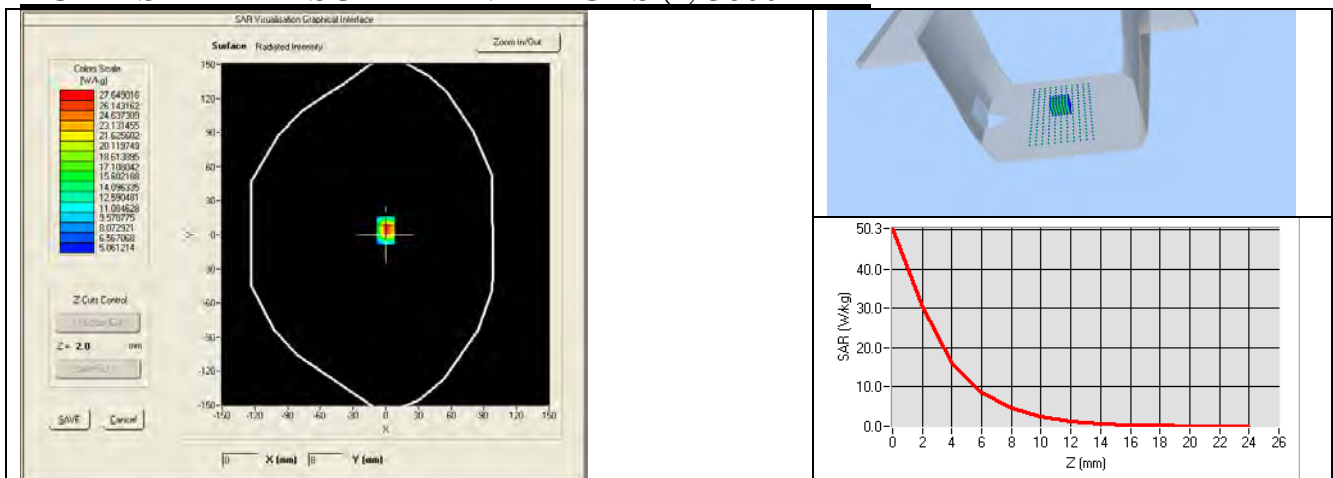 SAR Visualisation Graphical Interface
Surface Radiated Intensity
Zoom In/Out
Colors Scale
(W/kg)
27.649016
26.143162
24.637309
23.131455
21.625602
20.119749
18.613895
17.108042
15.602188
14.096335
12.590481
11.084628
9.578775
8.072921
6.567068
5.061214
150-
120-
90-
60-
30-
0-
-30-
-60-
-90-
-120-
-150-
Y
-150 -120 -90 -60 -30 0 30 60 90 120 150
X
Z Cuts Control
Z = 2.0 mm
SAVE
Cancel
0 X (mm) 8 Y (mm)
50.3-
40.0-
30.0-
20.0-
10.0-
0.0-
SAR (W/kg)
0 2 4 6 8 10 12 14 16 18 20 22 24 26
Z (mm)